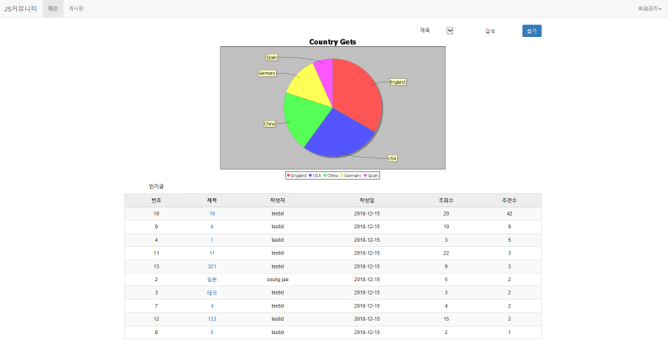 JS커뮤니티 메인 게시판 회원관리
제목 검색 찾기
Country Gets
Spain
Germany
England
China
USA
England USA China Germany Spain
인기글
번호 제목 작성자 작성일 조회수 추천수
10 10 testid 2018-12-15 20 42
9 6 testid 2018-12-15 10 9
4 1 testid 2018-12-15 3 5
11 11 testid 2018-12-15 22 3
13 321 testid 2018-12-15 9 3
2 일본 2018-12-15 5 2
3 태국 testid 2018-12-15 3 2
7 4 testid 2018-12-15 4 2
12 123 testid 2018-12-15 15 2
8 5 testid 2018-12-15 2 1